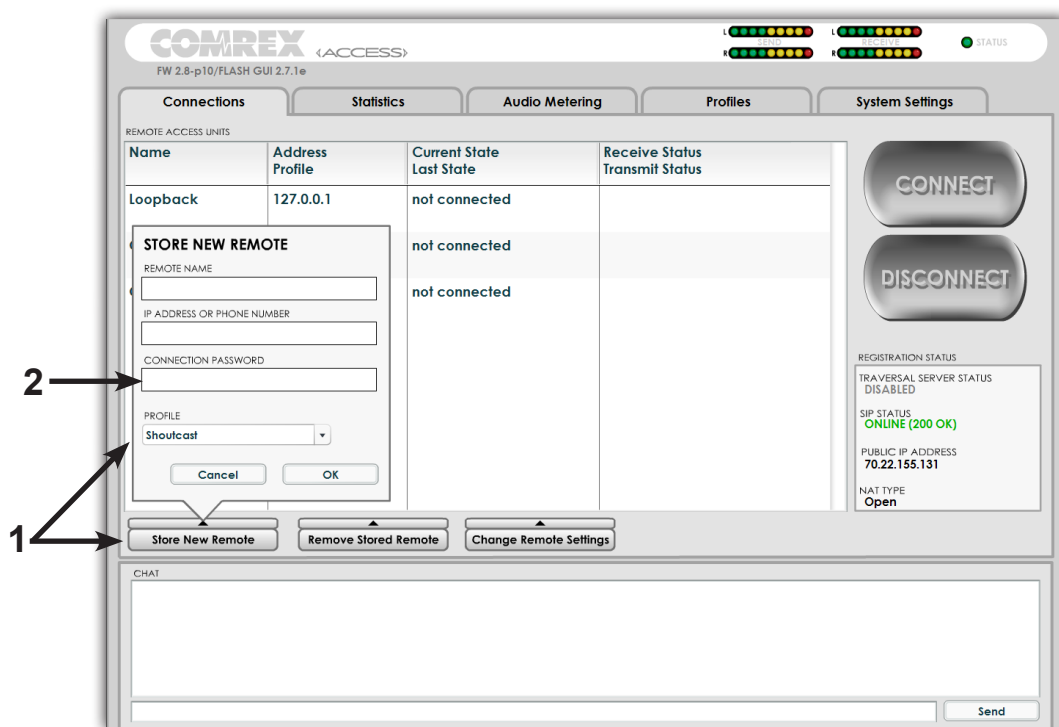 COMREX (ACCESS)
FW 2.8-p10/FLASH GUI 2.7.1e
L
SEND
R
L
RECEIVE
R
STATUS
Connections
Statistics
Audio Metering
Profiles
System Settings
REMOTE ACCESS UNITS
Name
Address
Profile
Current State
Last State
Receive Status
Transmit Status
Loopback
127.0.0.1
not connected
not connected
not connected
STORE NEW REMOTE
REMOTE NAME
IP ADDRESS OR PHONE NUMBER
CONNECTION PASSWORD
PROFILE
Shoutcast
Cancel
OK
2
1
CONNECT
DISCONNECT
REGISTRATION STATUS
TRAVERSAL SERVER STATUS
DISABLED
SIP STATUS
ONLINE (200 OK)
PUBLIC IP ADDRESS
70.22.155.131
NAT TYPE
Open
Store New Remote
Remove Stored Remote
Change Remote Settings
CHAT
Send